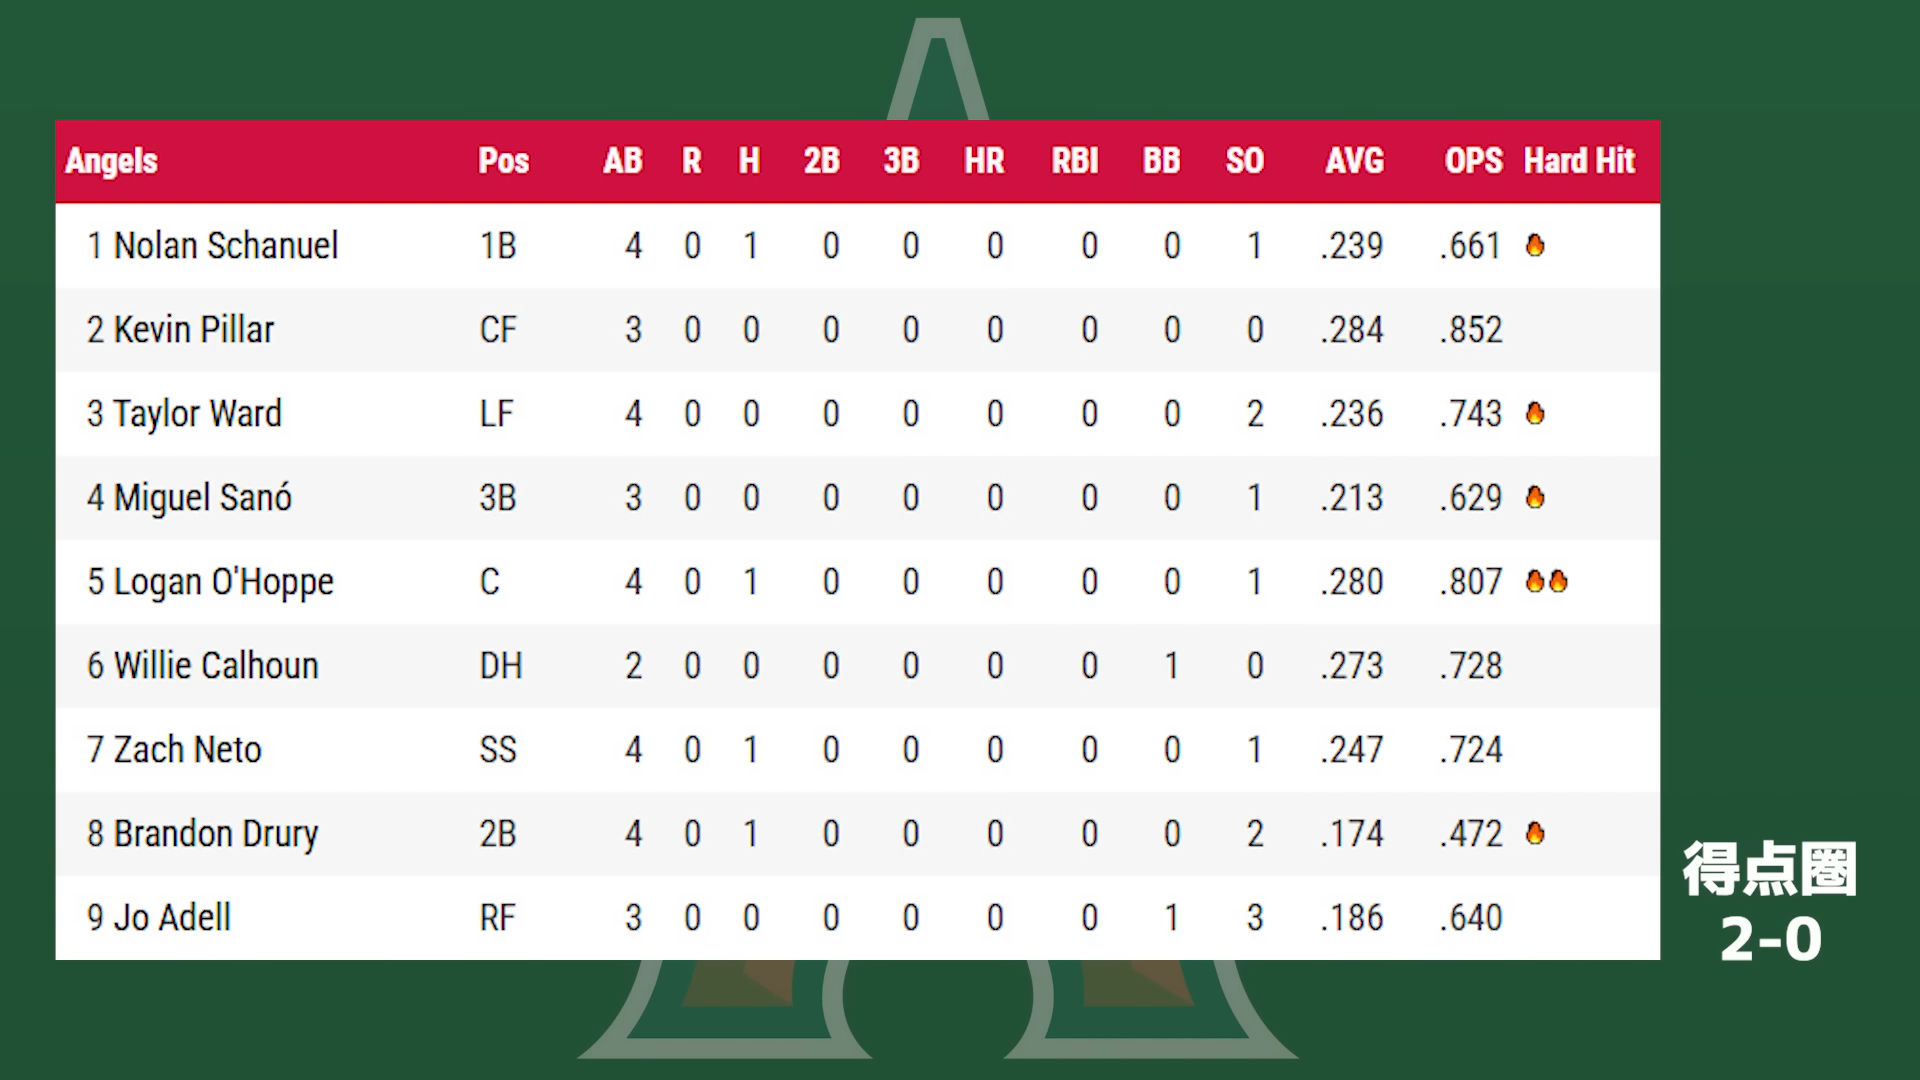 Angels Pos AB R H 2B 3B HR RBI BB SO AVG OPS Hard Hit
1 Nolan Schanuel 1B 4 0 1 0 0 0 0 0 1 .239 .661
2 Kevin Pillar CF 3 0 0 0 0 0 0 0 0 .284 .852
3 Taylor Ward LF 4 0 0 0 0 0 0 0 2 .236 .743
4 Miguel Sanó 3B 3 0 0 0 0 0 0 0 1 .213 .629
5 Logan O'Hoppe C 4 0 1 0 0 0 0 0 1 .280 .807
6 Willie Calhoun DH 2 0 0 0 0 0 0 1 0 .273 .728
7 Zach Neto SS 4 0 1 0 0 0 0 0 1 .247 .724
8 Brandon Drury 2B 4 0 1 0 0 0 0 0 2 .174 .472
9 Jo Adell RF 3 0 0 0 0 0 0 1 3 .186 .640
得点圏
2-0